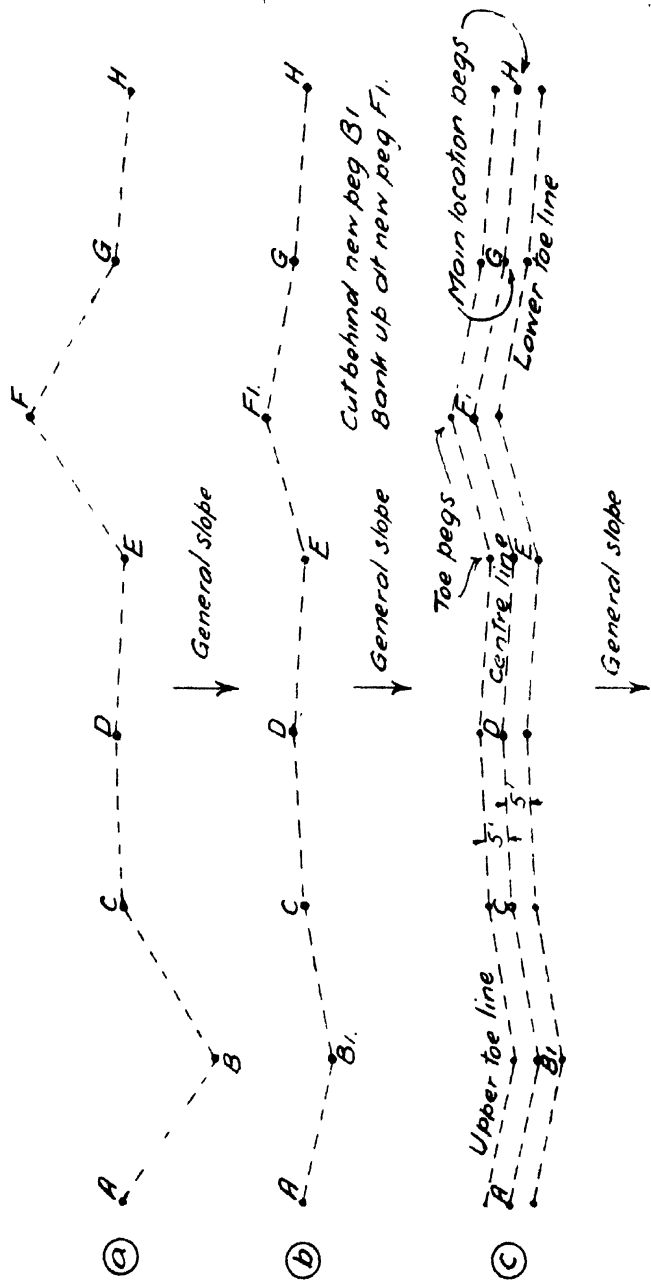 a
A
B
C
D
E
F
G
H
General slope
b
A
B1.
C
D
E
F1.
G
H
General slope
Cut behind new peg B1
Bank up at new peg F1.
c
Upper toe line
A
B1
C
5'
5'
D
Centre line
E
Toe pegs
F1
G
Main location pegs
H
Lower toe line
General slope